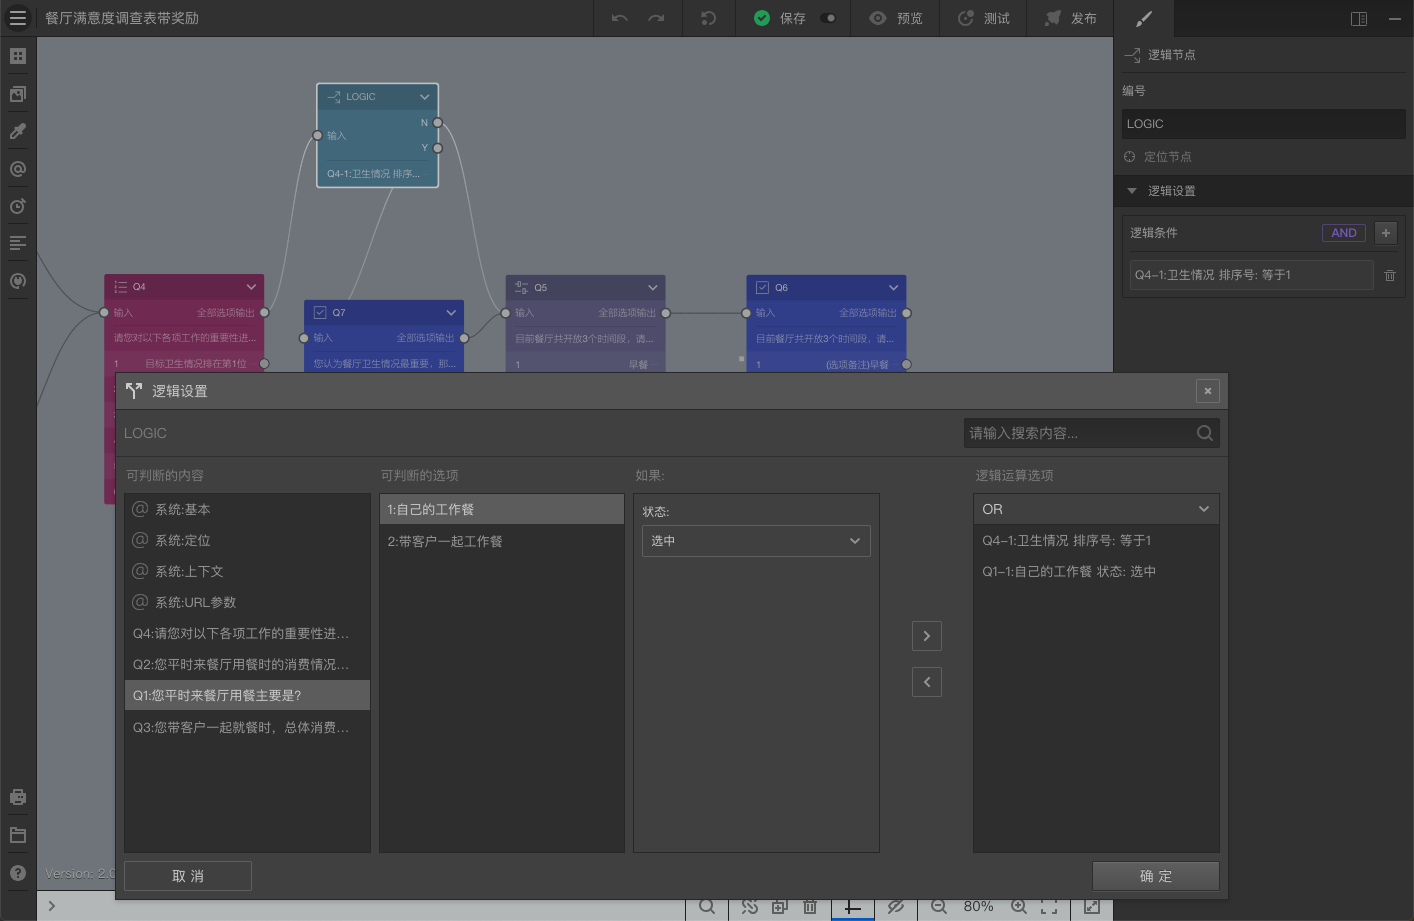 餐厅满意度调查表带奖励
保存
预览
测试
发布
逻辑节点
编号
LOGIC
定位节点
逻辑设置
逻辑条件
AND
+
Q4-1:卫生情况 排序号: 等于1
LOGIC
N
输入
Y
Q4-1:卫生情况 排序...
Q4
输入 全部选项输出
请您对以下各项工作的重要性进...
1 目标卫生情况排在第1位
Q7
输入 全部选项输出
您认为餐厅卫生情况最重要，那...
Q5
输入 全部选项输出
目前餐厅共开放3个时间段，请...
1 早餐
Q6
输入 全部选项输出
目前餐厅共开放3个时间段，请...
1 (选项备注)早餐
逻辑设置
LOGIC
请输入搜索内容...
可判断的内容
@ 系统:基本
@ 系统:定位
@ 系统:上下文
@ 系统:URL参数
Q4:请您对以下各项工作的重要性进...
Q2:您平时来餐厅用餐时的消费情况...
Q1:您平时来餐厅用餐主要是?
Q3:您带客户一起就餐时，总体消费...
可判断的选项
1:自己的工作餐
2:带客户一起工作餐
如果:
状态:
选中
逻辑运算选项
OR
Q4-1:卫生情况 排序号: 等于1
Q1-1:自己的工作餐 状态: 选中
取 消
确 定
Version: 2.
80%